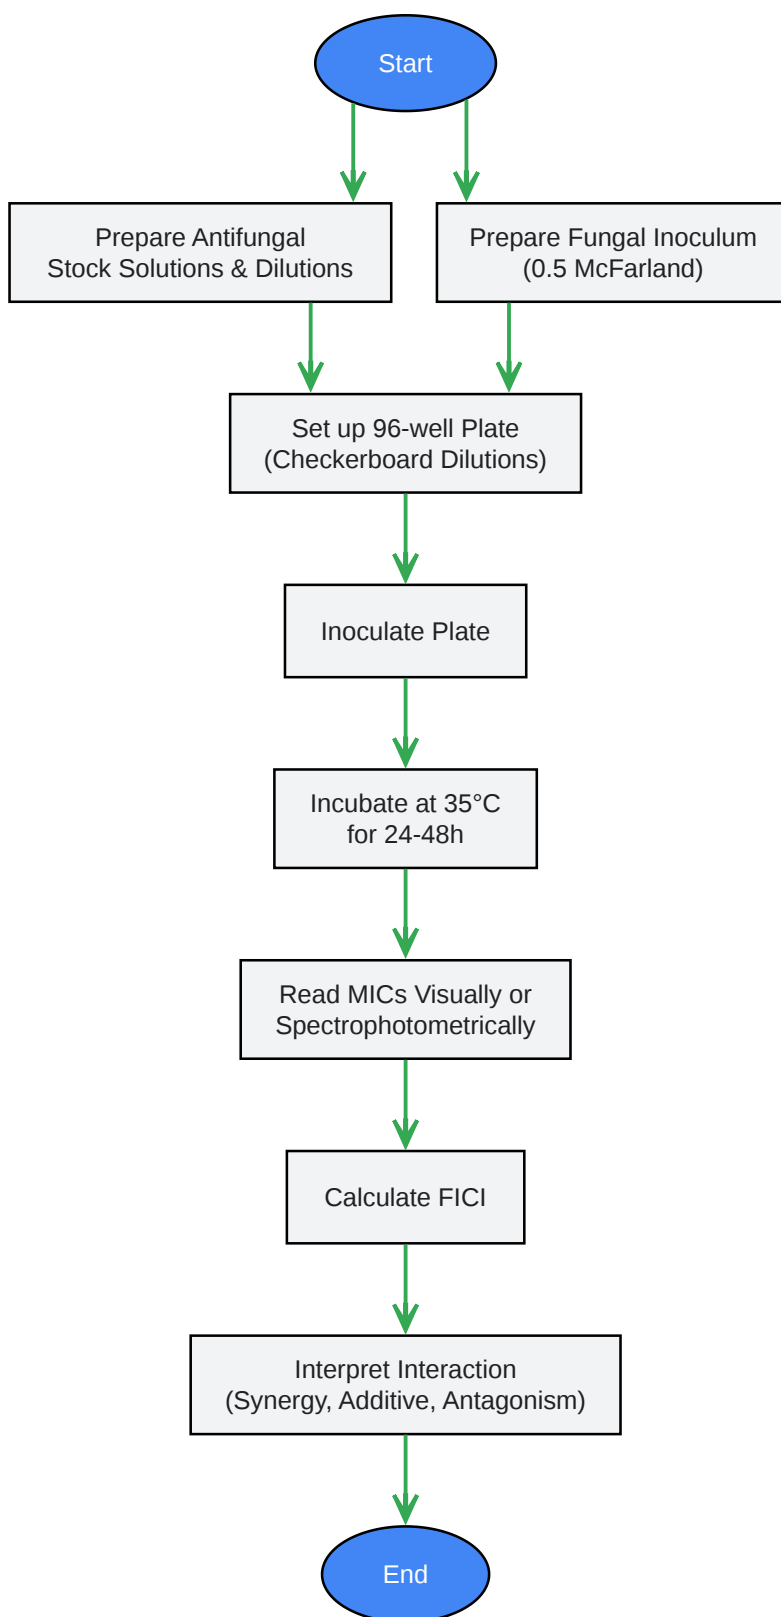 Start
Prepare Antifungal
Stock Solutions & Dilutions
Prepare Fungal Inoculum
(0.5 McFarland)
Set up 96-well Plate
(Checkerboard Dilutions)
Inoculate Plate
Incubate at 35°C
for 24-48h
Read MICs Visually or
Spectrophotometrically
Calculate FICI
Interpret Interaction
(Synergy, Additive, Antagonism)
End